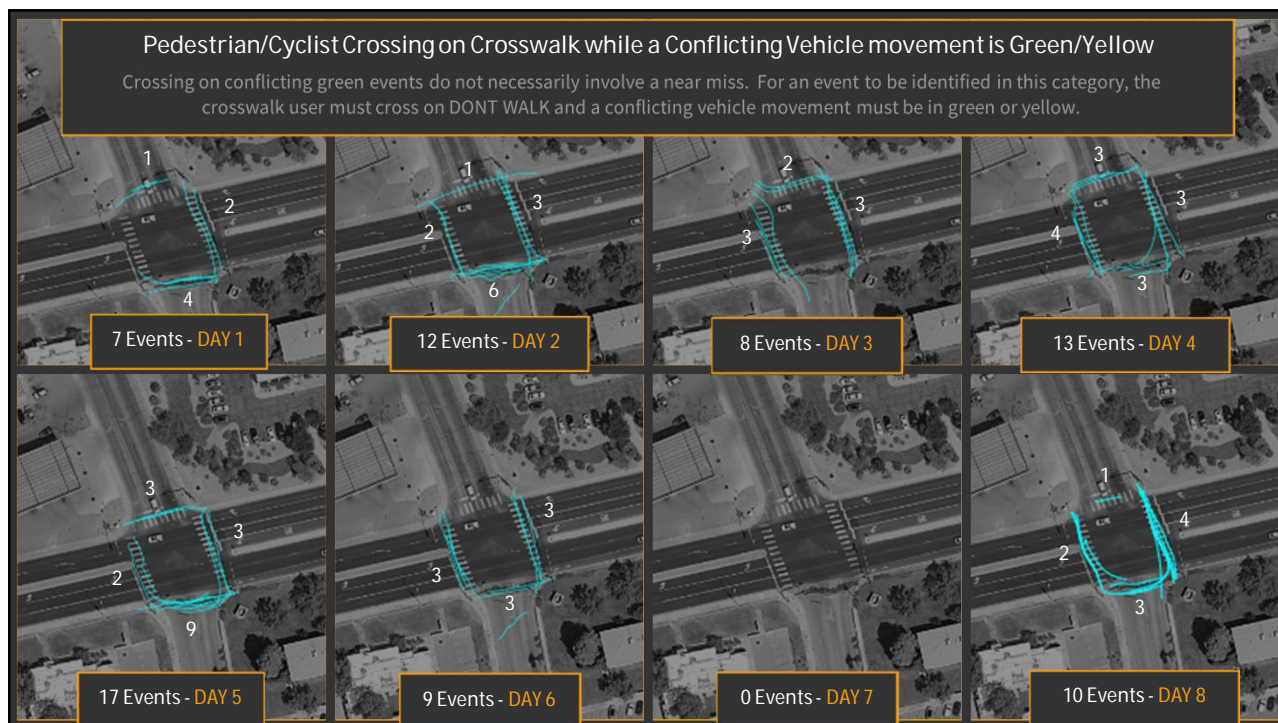 Pedestrian/Cyclist Crossing on Crosswalk while a Conflicting Vehicle movement is Green/Yellow
Crossing on conflicting green events do not necessarily involve a near miss. For an event to be identified in this category, the
crosswalk user must cross on DONT WALK and a conflicting vehicle movement must be in green or yellow.
1
2
4
7 Events - DAY 1
1
3
2
6
12 Events - DAY 2
2
3
3
8 Events - DAY 3
3
3
4
3
13 Events - DAY 4
3
3
2
9
17 Events - DAY 5
3
3
3
9 Events - DAY 6
0 Events - DAY 7
1
4
2
3
10 Events - DAY 8